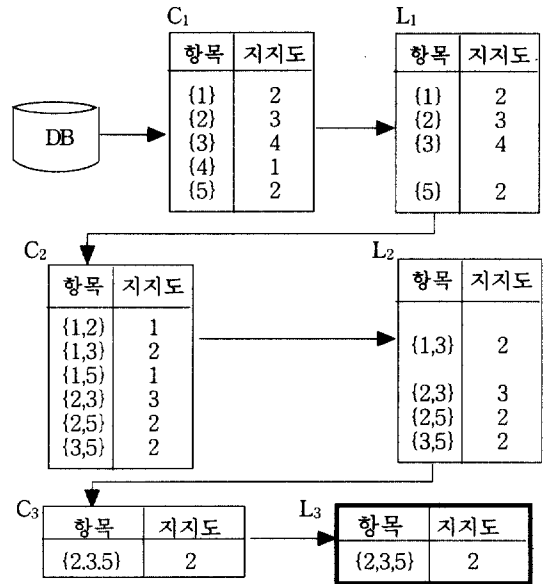 C1
L1
항목 지지도
{1} 2
{2} 3
{3} 4
{4} 1
{5} 2
항목 지지도
{1} 2
{2} 3
{3} 4
{5} 2
DB
C2
L2
항목 지지도
{1,2} 1
{1,3} 2
{1,5} 1
{2,3} 3
{2,5} 2
{3,5} 2
항목 지지도
{1,3} 2
{2,3} 3
{2,5} 2
{3,5} 2
C3
항목 지지도
{2.3.5} 2
L3
항목 지지도
{2,3,5} 2